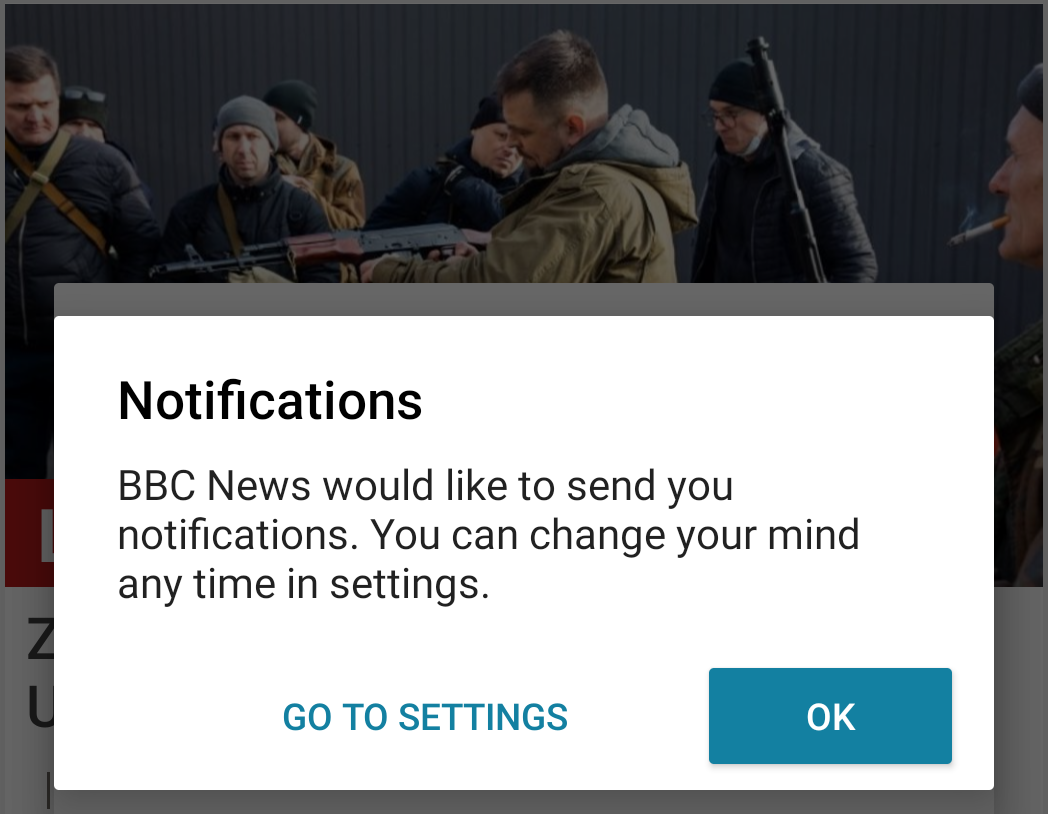 Notifications
BBC News would like to send you
notifications. You can change your mind
any time in settings.
GO TO SETTINGS
OK